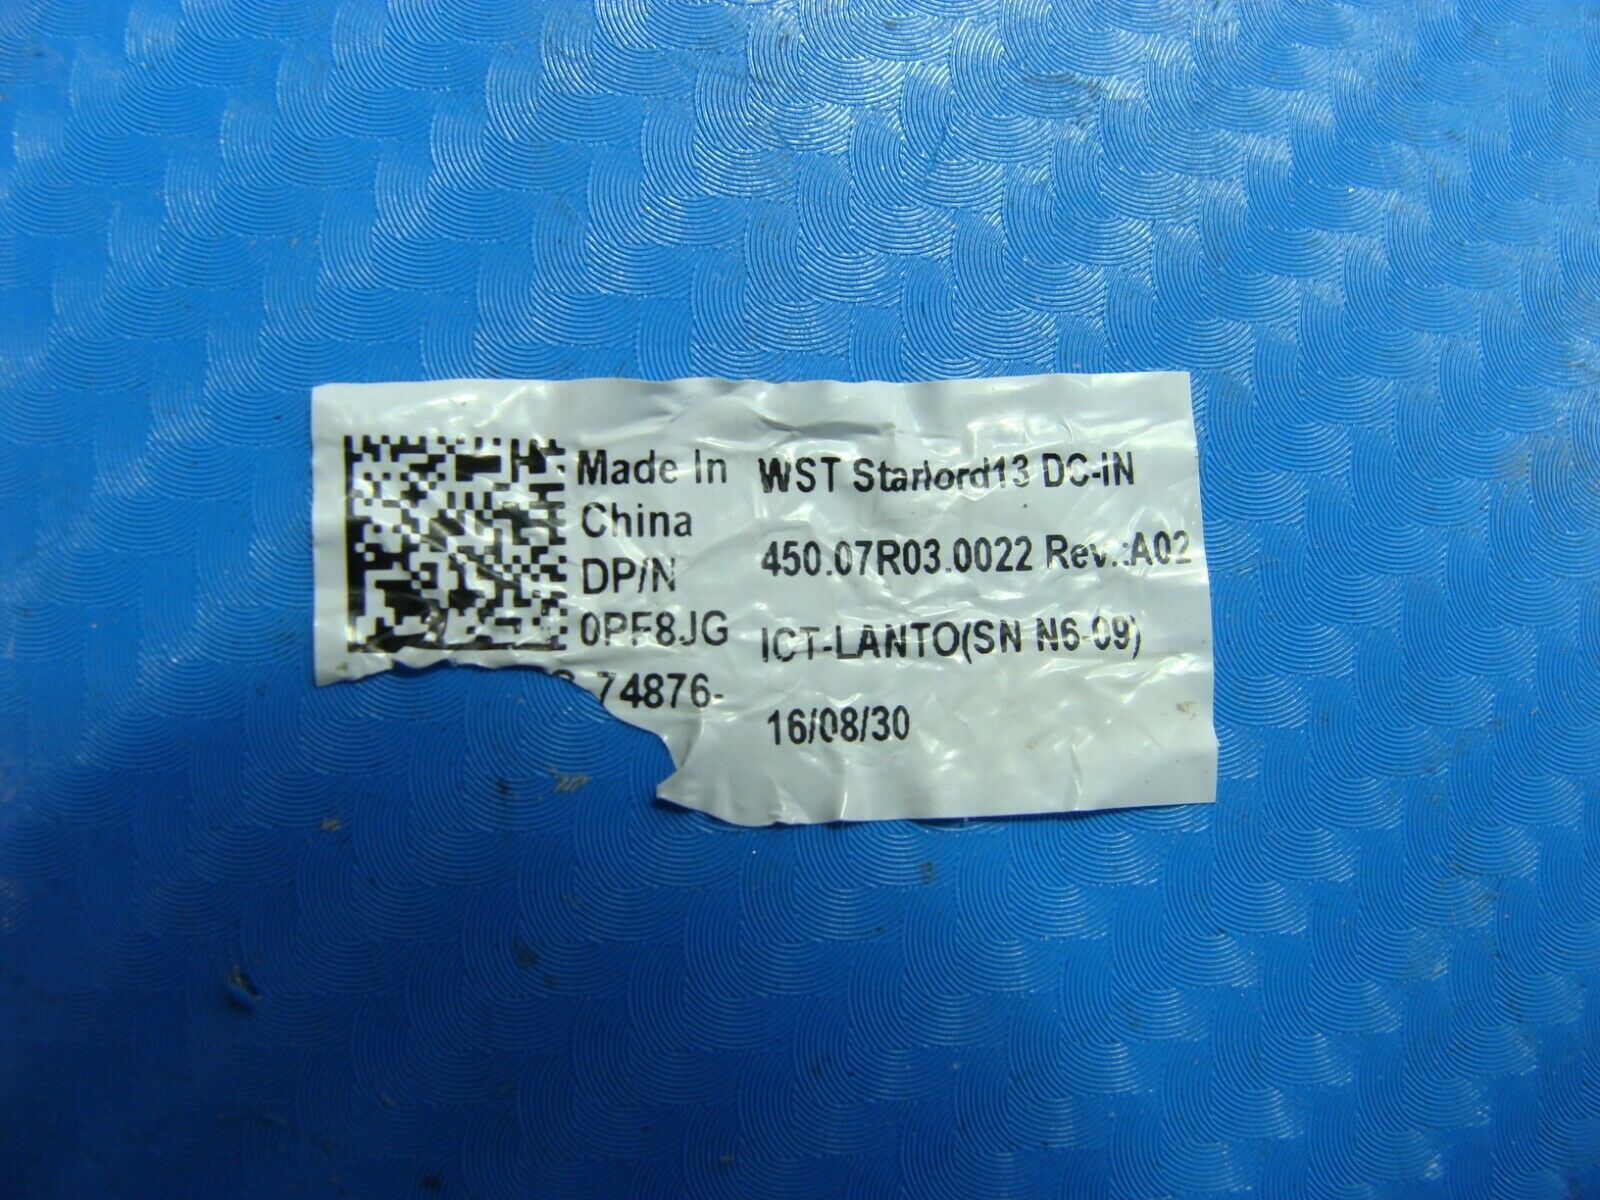 Made In
China
DP/N
0PF8JG
74876-
WST Starlord13 DC-IN
450.07R03.0022 Rev.:A02
ICT-LANTO(SN N6-09)
16/08/30